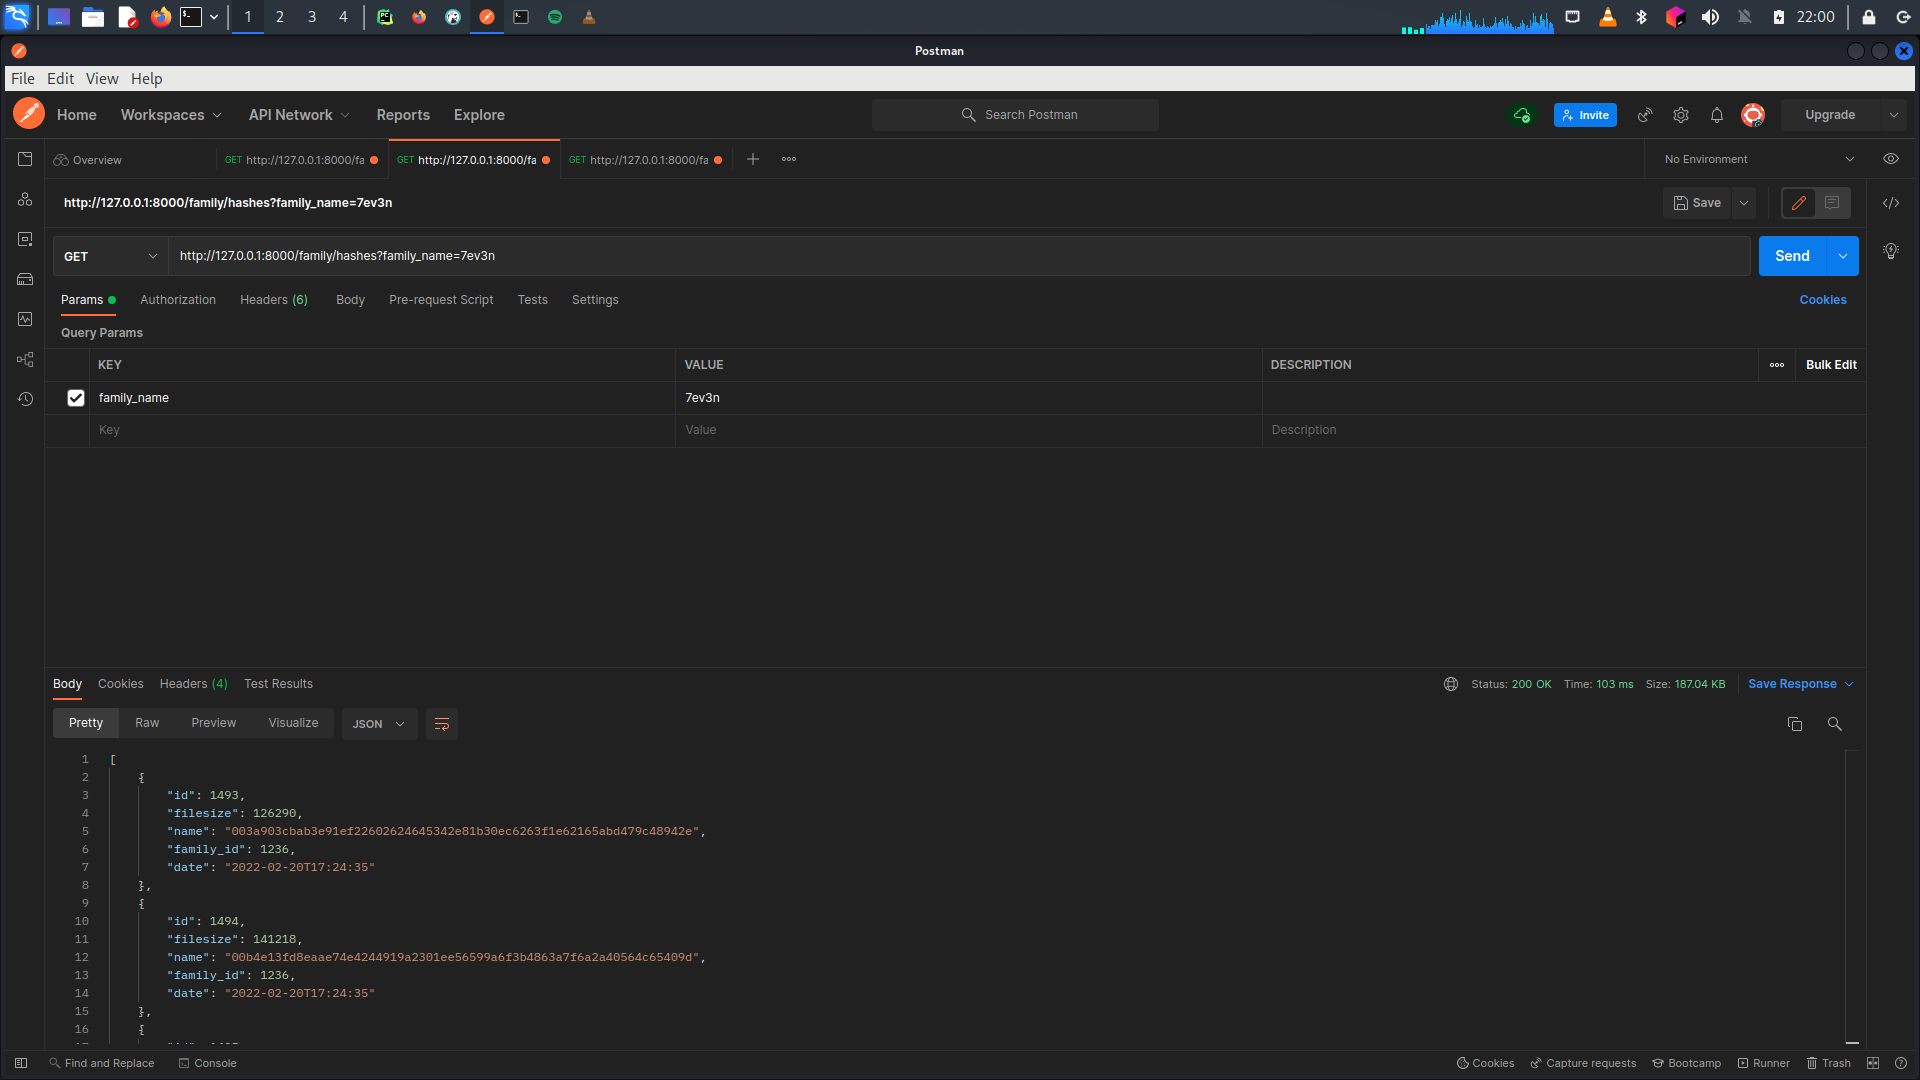 1 2 3 4 22:00
Postman
File Edit View Help
Home Workspaces API Network Reports Explore Search Postman Invite Upgrade
Overview GET http://127.0.0.1:8000/fa GET http://127.0.0.1:8000/fa GET http://127.0.0.1:8000/fa No Environment
http://127.0.0.1:8000/family/hashes?family_name=7ev3n Save
GET http://127.0.0.1:8000/family/hashes?family_name=7ev3n Send
Params Authorization Headers (6) Body Pre-request Script Tests Settings Cookies
Query Params
KEY VALUE DESCRIPTION Bulk Edit
family_name 7ev3n
Key Value Description
Body Cookies Headers (4) Test Results Status: 200 OK Time: 103 ms Size: 187.04 KB Save Response
Pretty Raw Preview Visualize JSON
1 [
2 {
3 "id": 1493,
4 "filesize": 126290,
5 "name": "003a903cbab3e91ef22602624645342e81b30ec6263f1e62165abd479c48942e",
6 "family_id": 1236,
7 "date": "2022-02-20T17:24:35"
8 },
9 {
10 "id": 1494,
11 "filesize": 141218,
12 "name": "00b4e13fd8eaae74e4244919a2301ee56599a6f3b4863a7f6a2a40564c65409d",
13 "family_id": 1236,
14 "date": "2022-02-20T17:24:35"
15 },
16 {
Find and Replace Console Cookies Capture requests Bootcamp Runner Trash